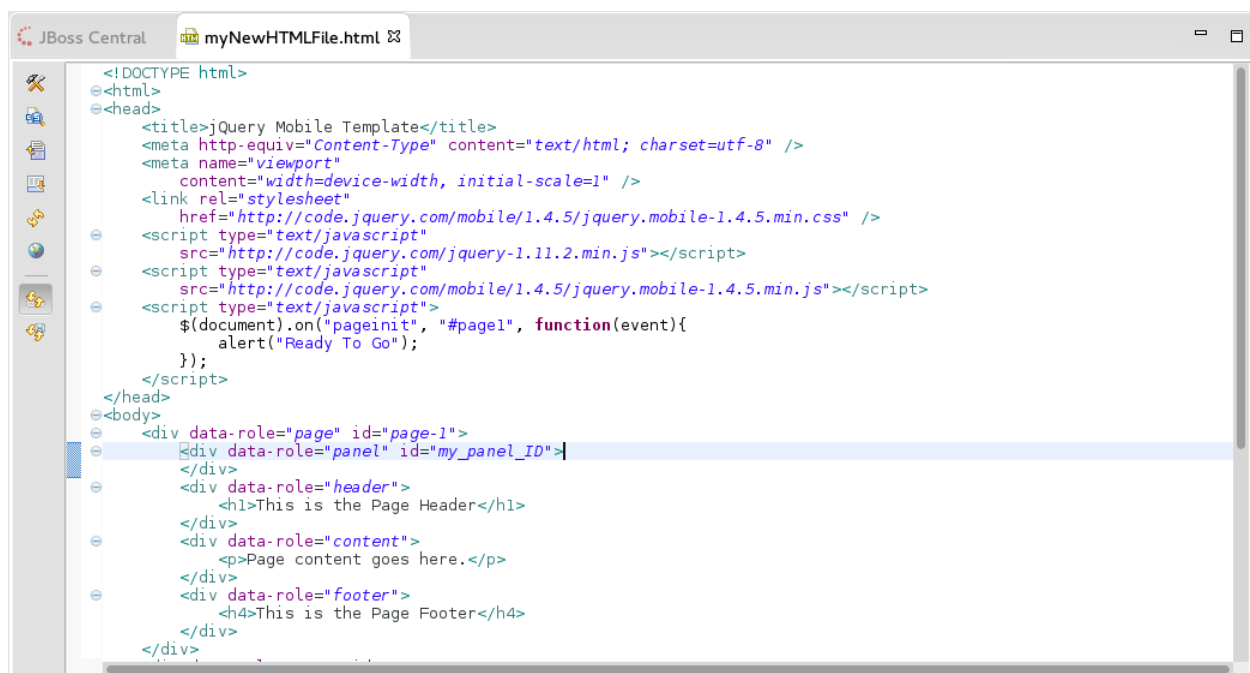 JBoss Central
myNewHTMLFile.html
<!DOCTYPE html>
<html>
<head>
    <title>jQuery Mobile Template</title>
    <meta http-equiv="Content-Type" content="text/html; charset=utf-8" />
    <meta name="viewport"
        content="width=device-width, initial-scale=1" />
    <link rel="stylesheet"
        href="http://code.jquery.com/mobile/1.4.5/jquery.mobile-1.4.5.min.css" />
    <script type="text/javascript"
        src="http://code.jquery.com/jquery-1.11.2.min.js"></script>
    <script type="text/javascript"
        src="http://code.jquery.com/mobile/1.4.5/jquery.mobile-1.4.5.min.js"></script>
    <script type="text/javascript">
        $(document).on("pageinit", "#page1", function(event){
            alert("Ready To Go");
        });
    </script>
</head>
<body>
    <div data-role="page" id="page-1">
        <div data-role="panel" id="my_panel_ID">
        </div>
        <div data-role="header">
            <h1>This is the Page Header</h1>
        </div>
        <div data-role="content">
            <p>Page content goes here.</p>
        </div>
        <div data-role="footer">
            <h4>This is the Page Footer</h4>
        </div>
    </div>